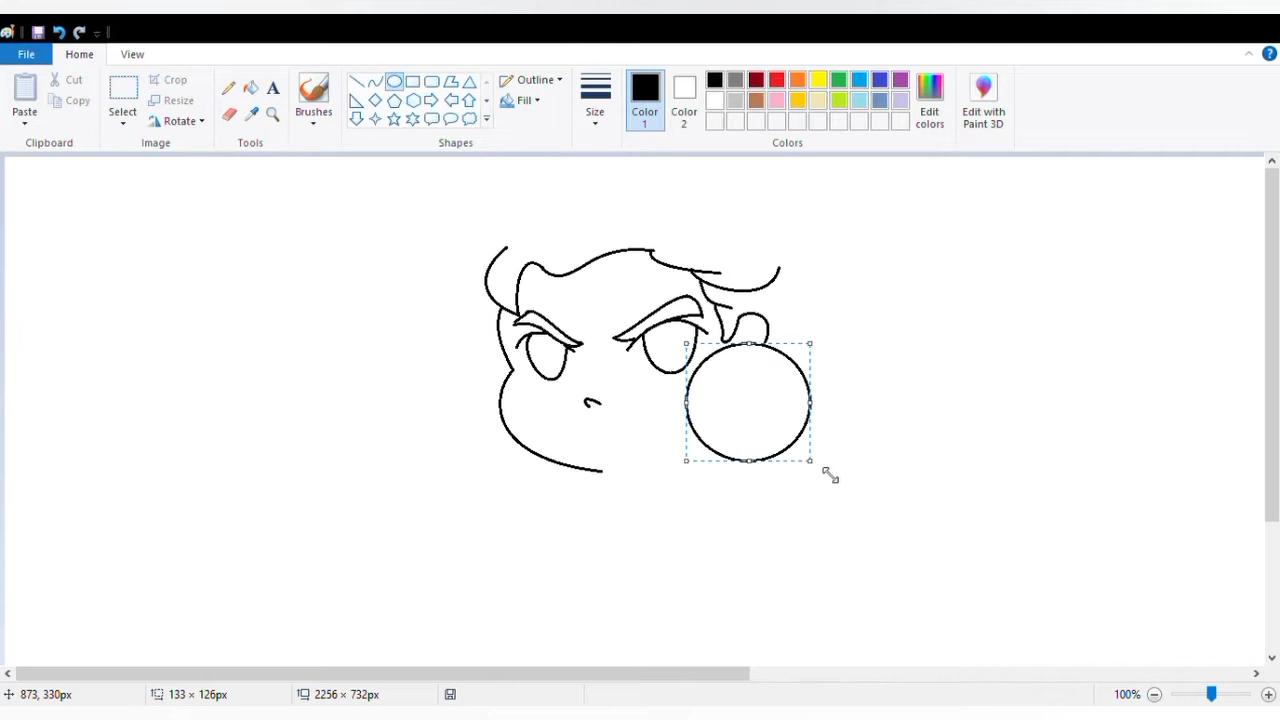 File Home View
Paste
Cut
Copy
Clipboard
Select
Crop
Resize
Rotate
Image
A
Tools
Brushes
Shapes
Outline
Fill
Size
Color
1
Color
2
Edit
colors
Colors
Edit with
Paint 3D
873, 330px 133 × 126px 2256 × 732px 100%